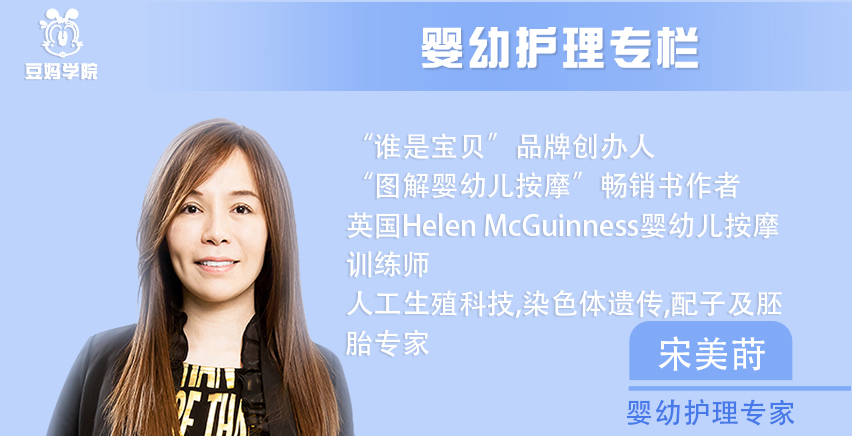 豆妈学院
婴幼护理专栏
“谁是宝贝”品牌创办人
“图解婴幼儿按摩”畅销书作者
英国Helen McGuinness婴幼儿按摩
训练师
人工生殖科技,染色体遗传,配子及胚
胎专家
宋美莳
婴幼护理专家